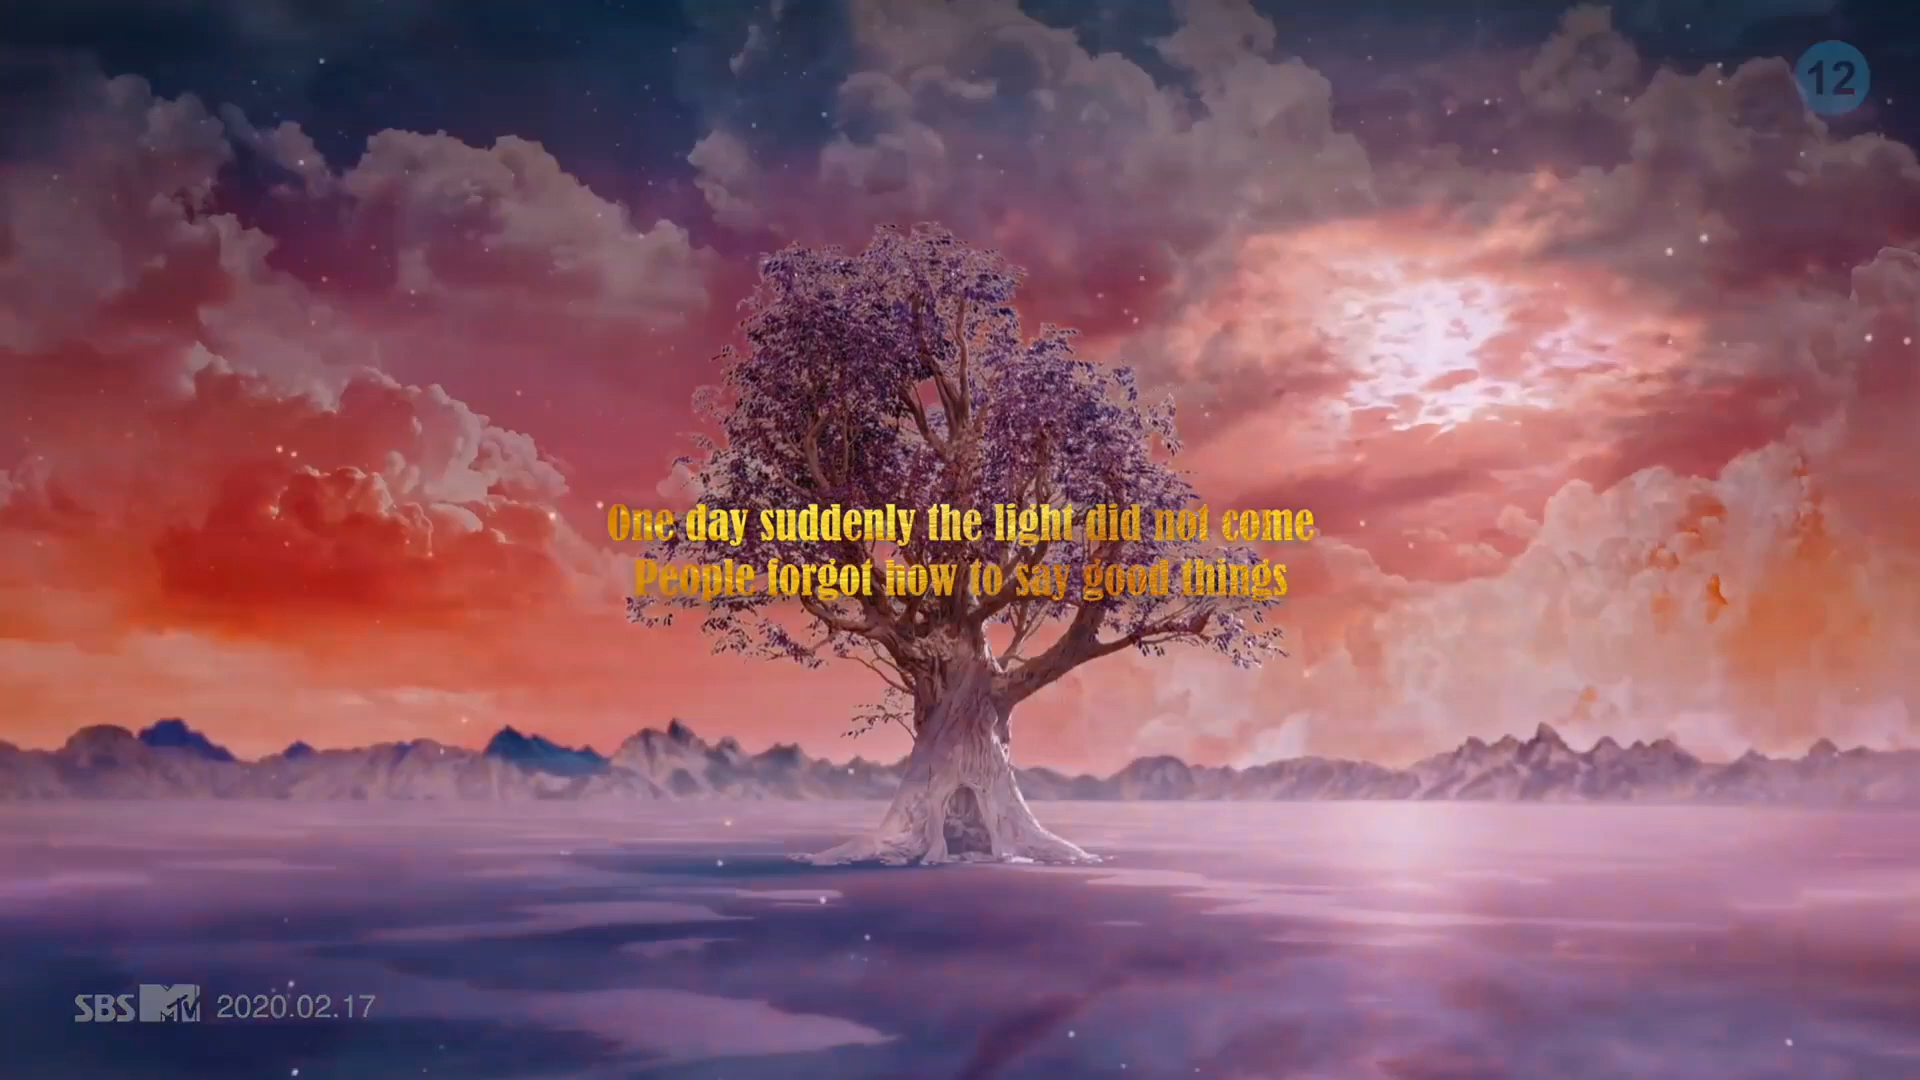 12
One day suddenly the light did not come
People forgot how to say good things
SBS MTV 2020.02.17